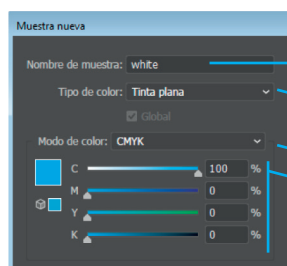 Muestra nueva
Nombre de muestra: white
Tipo de color: Tinta plana
Global
Modo de color: CMYK
C 100 %
M 0 %
Y 0 %
K 0 %